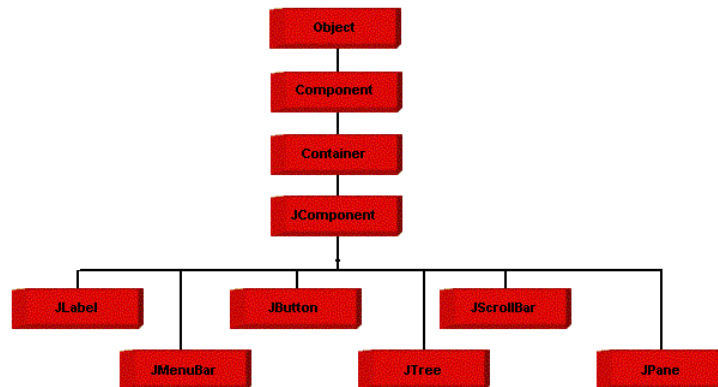 Object
Component
Container
JComponent
JLabel
JButton
JScrollBar
JMenuBar
JTree
JPane